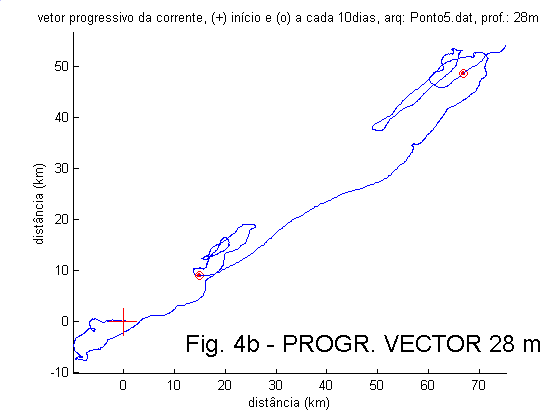 vetor progressivo da corrente, (+) início e (o) a cada 10dias, arq: Ponto5.dat, prof.: 28m
50
40
30
20
10
0
-10
distância (km)
Fig. 4b - PROGR. VECTOR 28 m
0 10 20 30 40 50 60 70
distância (km)